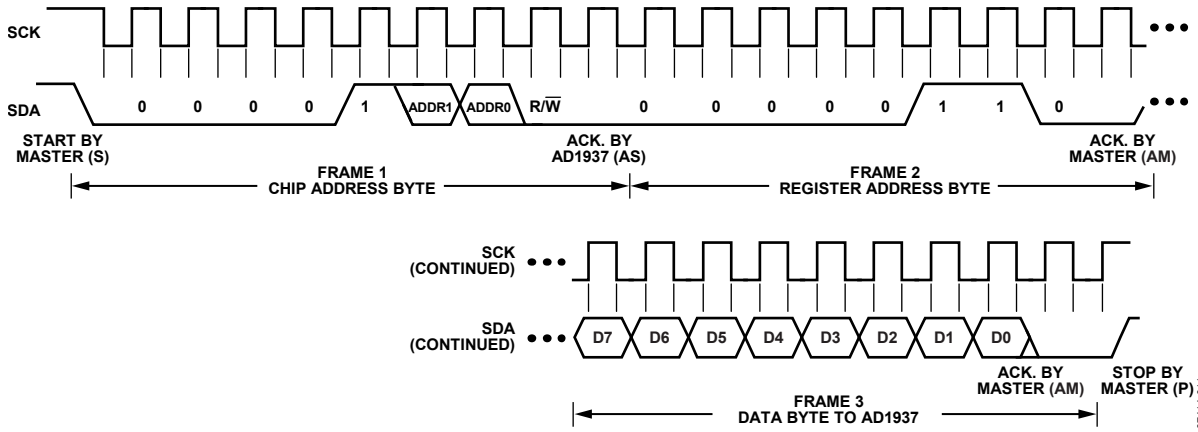 SCK
SDA
0 0 0 0 1 ADDR1 ADDR0 R/W̅ 0 0 0 0 0 1 1 0
START BY
MASTER (S)
ACK. BY
AD1937 (AS)
ACK. BY
MASTER (AM)
FRAME 1
CHIP ADDRESS BYTE
FRAME 2
REGISTER ADDRESS BYTE
SCK
(CONTINUED)
SDA
(CONTINUED)
D7 D6 D5 D4 D3 D2 D1 D0
ACK. BY
MASTER (AM)
STOP BY
MASTER (P)
FRAME 3
DATA BYTE TO AD1937